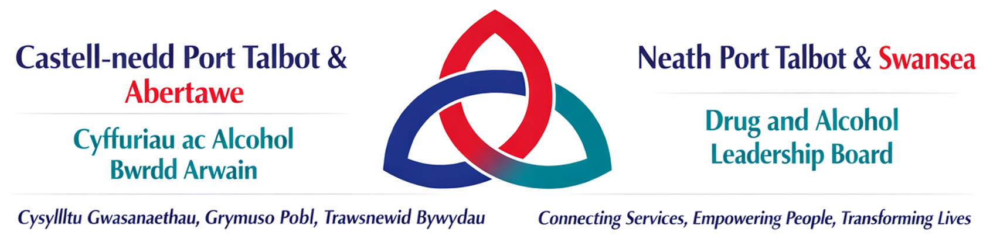 Castell-nedd Port Talbot &
Abertawe
Cyffuriau ac Alcohol
Bwrdd Arwain
Cysyllltu Gwasanaethau, Grymuso Pobl, Trawsnewid Bywydau
Neath Port Talbot & Swansea
Drug and Alcohol
Leadership Board
Connecting Services, Empowering People, Transforming Lives